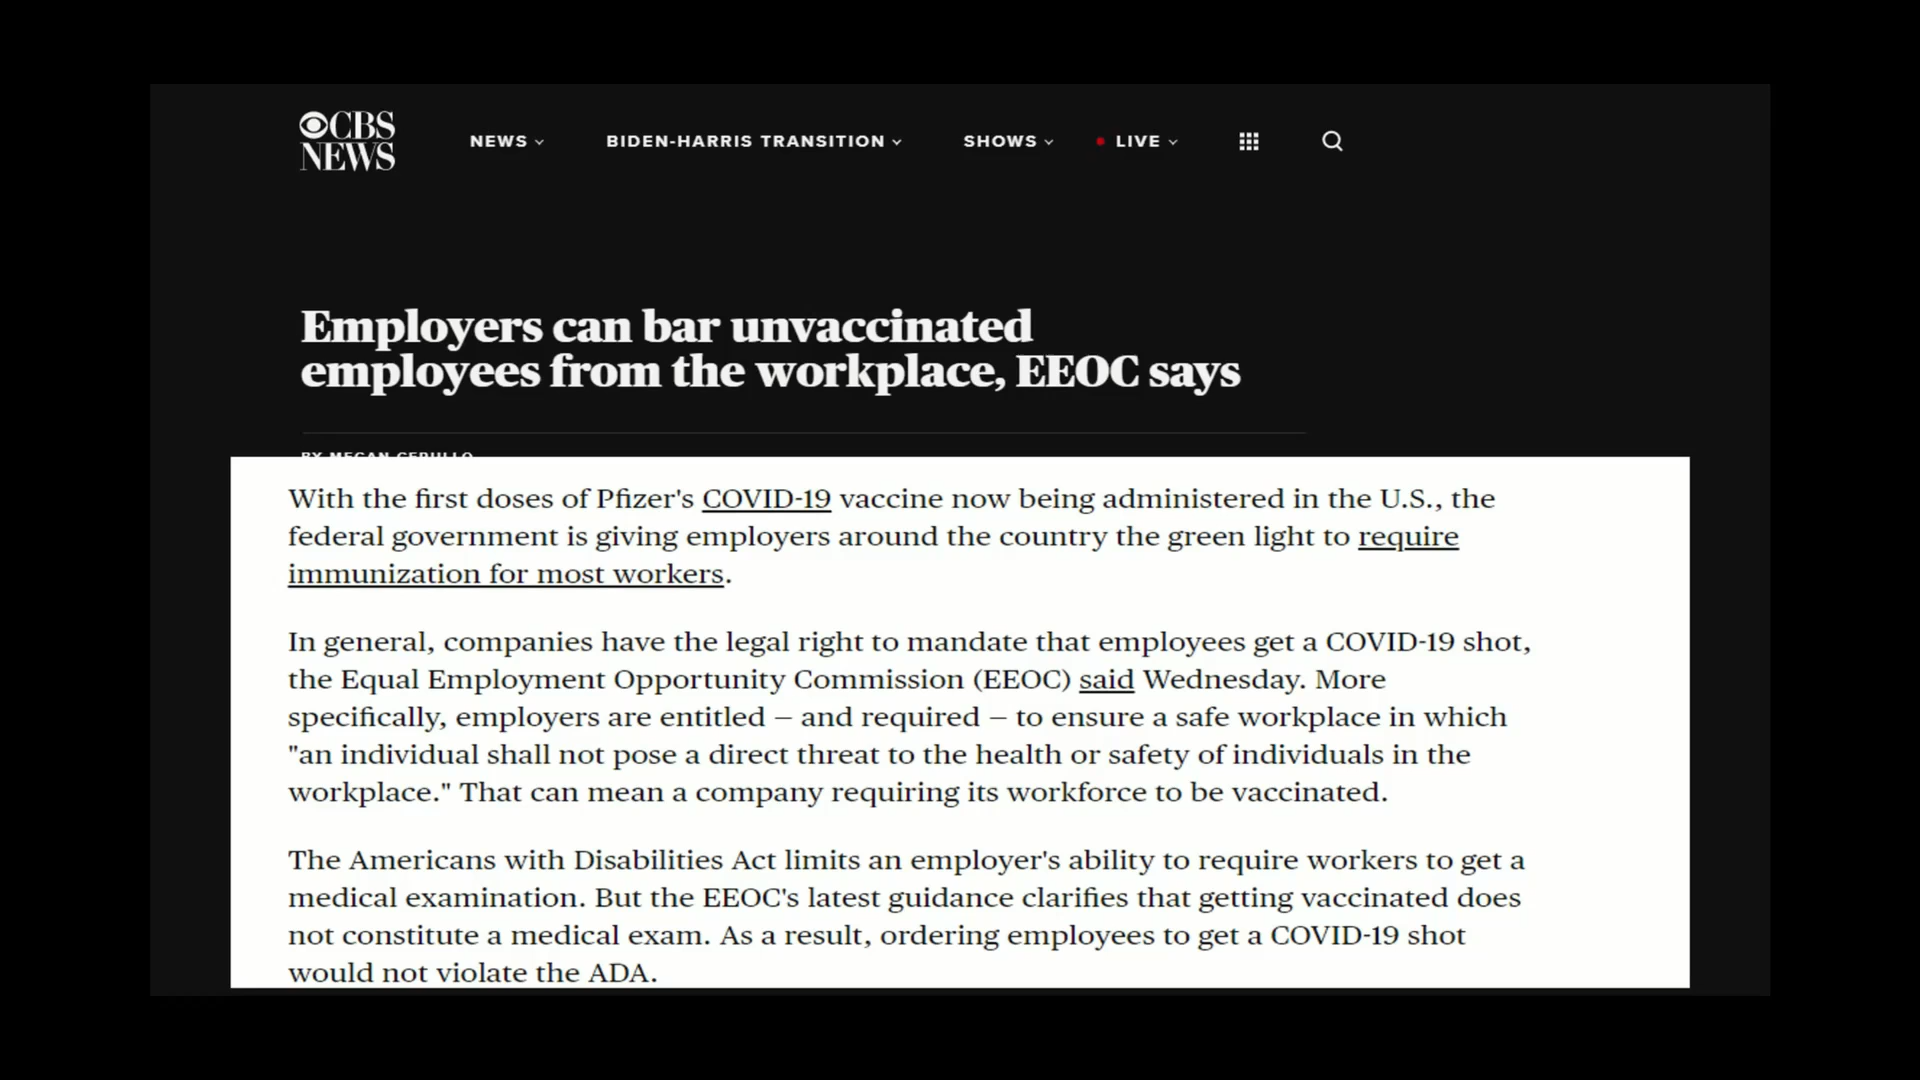 CBS NEWS
NEWS
BIDEN-HARRIS TRANSITION
SHOWS
LIVE
Employers can bar unvaccinated
employees from the workplace, EEOC says
BY MEGAN CERULLO
With the first doses of Pfizer's COVID-19 vaccine now being administered in the U.S., the
federal government is giving employers around the country the green light to require
immunization for most workers.
In general, companies have the legal right to mandate that employees get a COVID-19 shot,
the Equal Employment Opportunity Commission (EEOC) said Wednesday. More
specifically, employers are entitled – and required – to ensure a safe workplace in which
"an individual shall not pose a direct threat to the health or safety of individuals in the
workplace." That can mean a company requiring its workforce to be vaccinated.
The Americans with Disabilities Act limits an employer's ability to require workers to get a
medical examination. But the EEOC's latest guidance clarifies that getting vaccinated does
not constitute a medical exam. As a result, ordering employees to get a COVID-19 shot
would not violate the ADA.